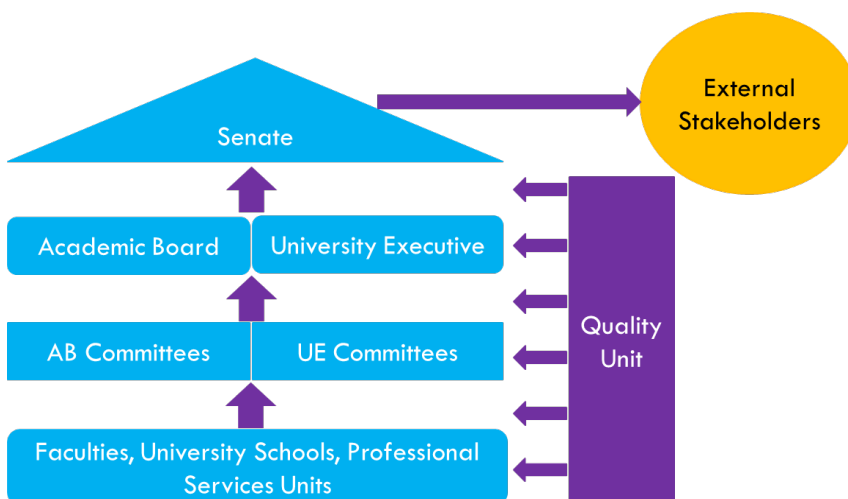 External
Stakeholders
Senate
Academic Board
University Executive
AB Committees
UE Committees
Quality
Unit
Faculties, University Schools, Professional
Services Units